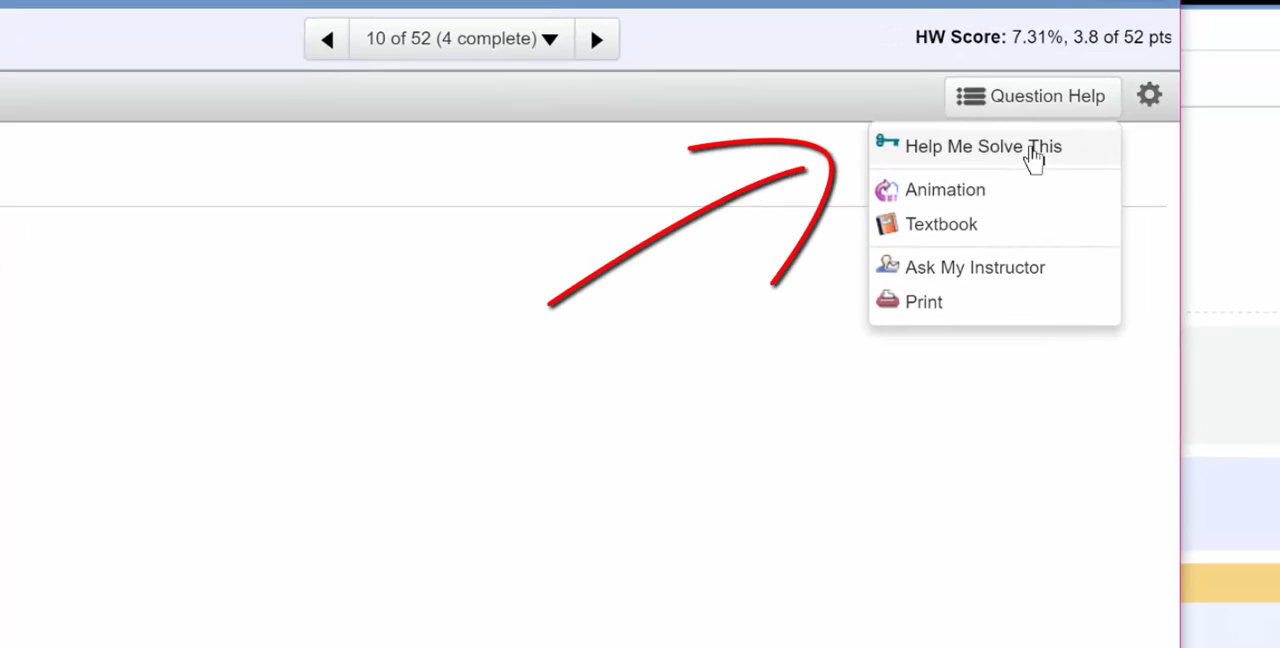 10 of 52 (4 complete)
HW Score: 7.31%, 3.8 of 52 pts
Question Help
Help Me Solve This
Animation
Textbook
Ask My Instructor
Print